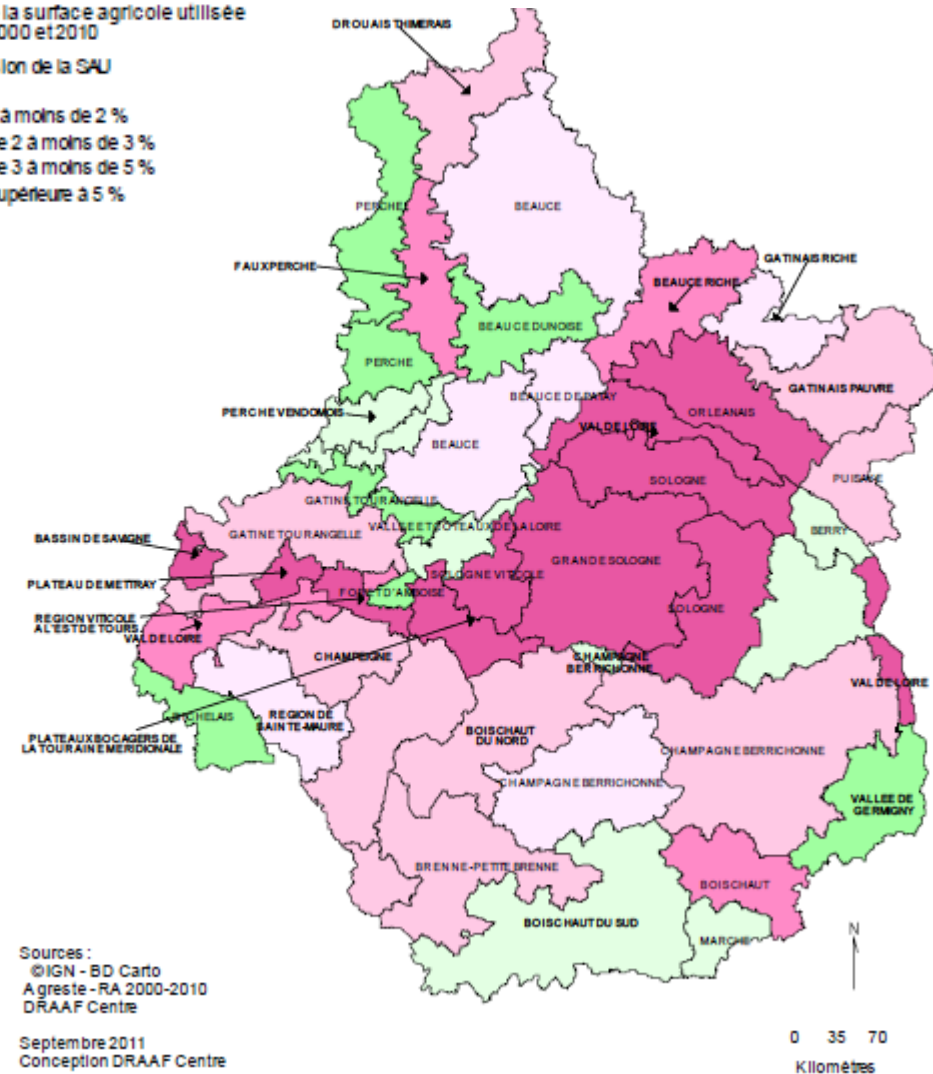 la surface agricole utilisée
000 et 2010
ion de la SAU
à moins de 2 %
e 2 à moins de 3 %
e 3 à moins de 5 %
upérieure à 5 %
DROUAIS THIMERAIS
PERCHE
BEAUCE
FAUX PERCHE
GATINAIS RICHE
BEAUCE RICHE
BEAUCE DUNOISE
PERCHE
GATINAIS PAUVRE
BEAUCE DE PATAY
ORLEANAIS
PERCHE VENDOMOIS
VAL DE LOIRE
BEAUCE
SOLOGNE
PUISAYE
GATINE TOURANGELLE
VALLEE ET COTEAUX DE LA LOIRE
BERRY
GATINE TOURANGELLE
BASSIN DE SAVIGNE
GRANDE SOLOGNE
SOLOGNE VITICOLE
PLATEAU DE METTRAY
FORET D'AMBOISE
SOLOGNE
REGION VITICOLE
A L'EST DE TOURS
VAL DE LOIRE
CHAMPEIGNE
CHAMPAGNE
BERRICHONNE
VAL DE LOIRE
RICHELAIS
REGION DE
SAINTE-MAURE
PLATEAUX BOCAGERS DE
LA TOURAINE MERIDIONALE
BOISCHAUT
DU NORD
CHAMPAGNE BERRICHONNE
CHAMPAGNE BERRICHONNE
VALLEE DE
GERMIGNY
BRENNE-PETITE BRENNE
BOISCHAUT
BOISCHAUT DU SUD
MARCHE
N
Sources :
©IGN - BD Carto
Agreste - RA 2000-2010
DRAAF Centre
Septembre 2011
Conception DRAAF Centre
0 35 70
Kilomètres